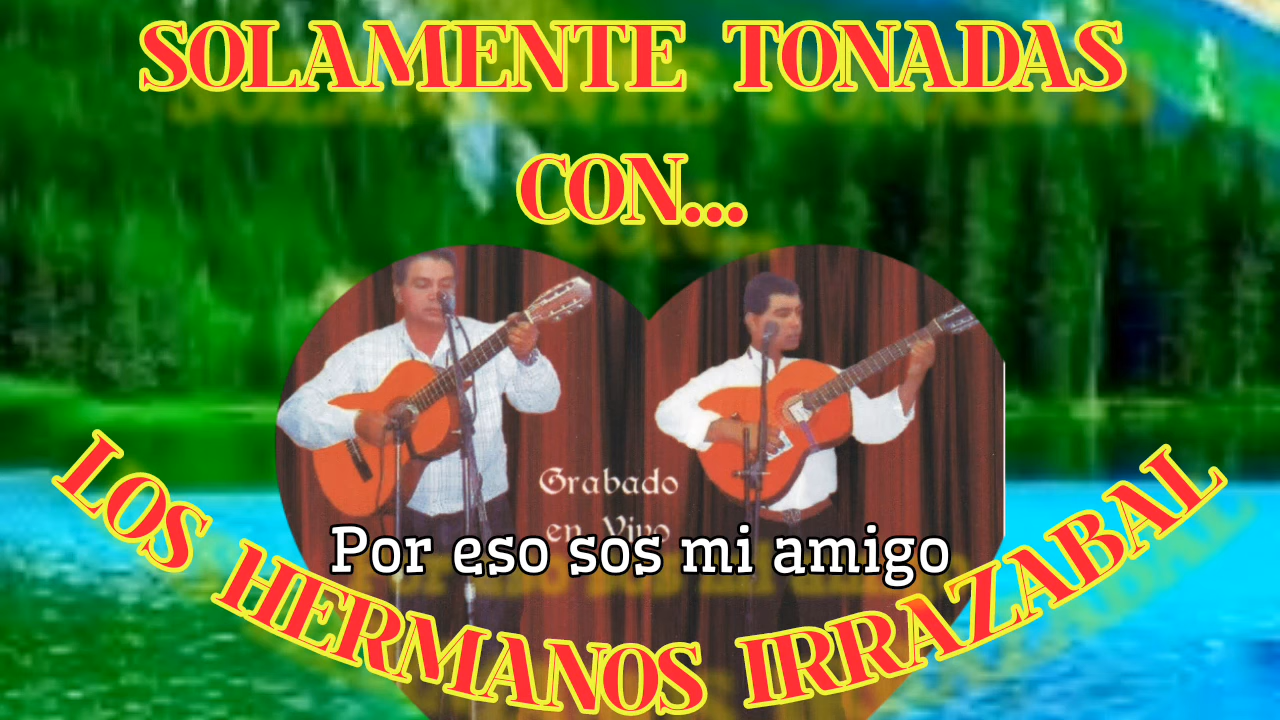 SOLAMENTE TONADAS
CON...
Grabado
en Vivo
Por eso sos mi amigo
LOS HERMANOS IRRAZABAL